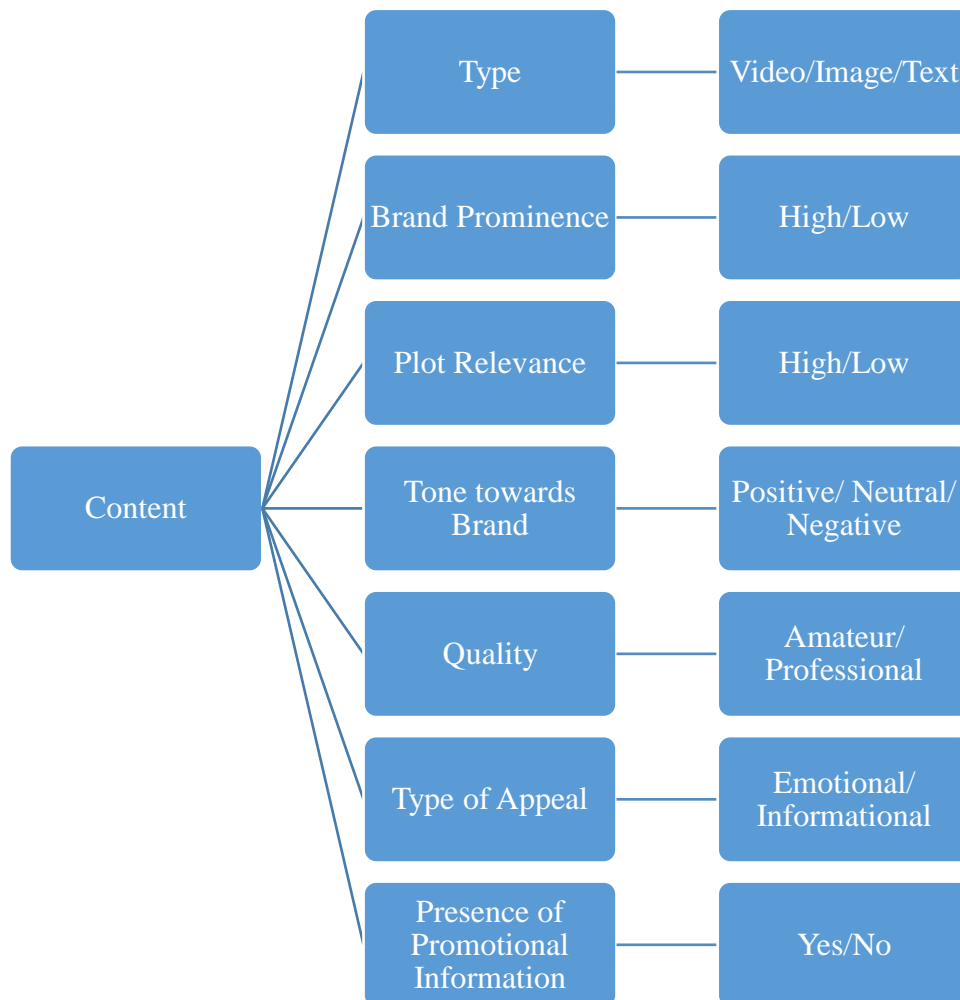 Type
Video/Image/Text
Brand Prominence
High/Low
Plot Relevance
High/Low
Content
Tone towards
Brand
Positive/ Neutral/
Negative
Quality
Amateur/
Professional
Type of Appeal
Emotional/
Informational
Presence of
Promotional
Information
Yes/No